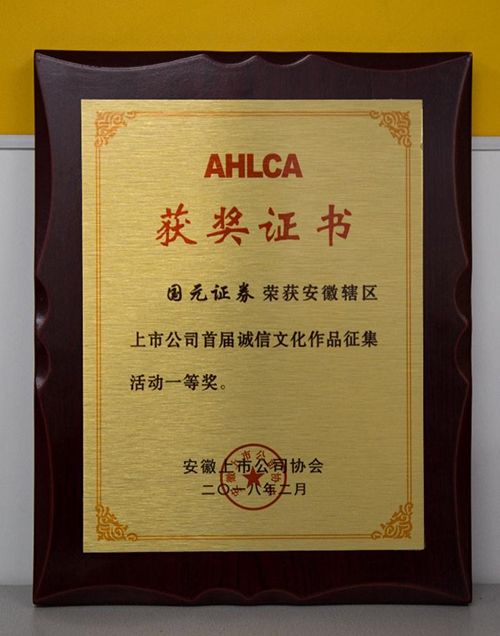 AHLCA
获奖证书
国元证券 荣获安徽辖区
上市公司首届诚信文化作品征集
活动一等奖。
安徽上市公司协会
二〇一八年二月